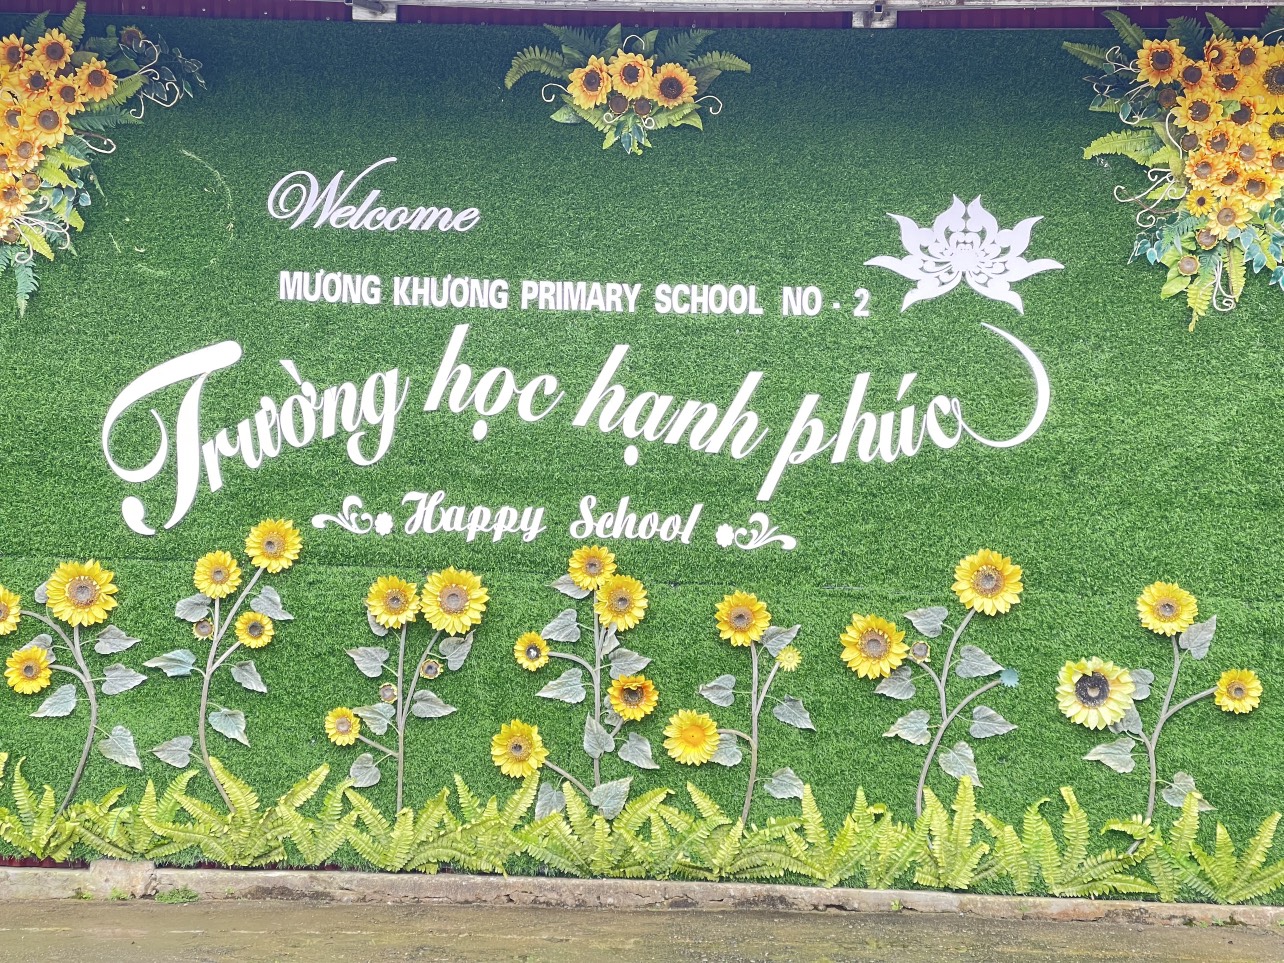 Welcome
MƯƠNG KHƯƠNG PRIMARY SCHOOL NO - 2
Trường học hạnh phúc
Happy School